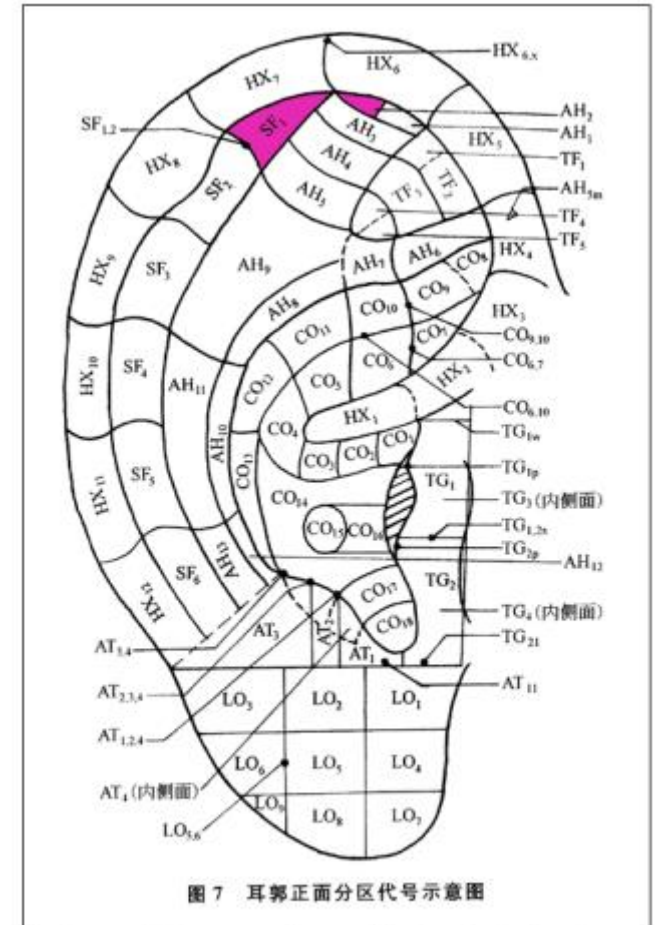 HX₆.ₓ
HX₆
HX₇
AH₂
SF₁
AH₁
SF₁,₂
AH₃
HX₅
TF₁
HX₈
AH₄
SF₂
TF₃
TF₂
AH₅ₘ
AH₅
TF₄
TF₅
HX₉
SF₃
AH₉
AH₇
AH₆
HX₄
CO₈
AH₈
CO₉
CO₁₀
HX₃
CO₁₁
CO₇
CO₉,₁₀
HX₁₀
SF₄
AH₁₁
CO₁₂
CO₅
CO₆
HX₂
CO₆,₇
HX₁
CO₆,₁₀
CO₄
TG₁w
AH₁₀
CO₃
CO₂
CO₁
CO₁₃
TG₁p
HX₁₁
SF₅
TG₁
CO₁₄
TG₃(内侧面)
CO₁₅
CO₁₆
TG₁,₂ₓ
TG₂p
AH₁₃
AH₁₂
HX₁₂
SF₆
CO₁₇
TG₂
CO₁₈
TG₄(内侧面)
AT₃
AT₂
AT₁
TG₂l
AT₃,₄
AT₂,₃,₄
AT₁l
LO₃
LO₂
LO₁
AT₁,₂,₄
LO₆
LO₅
LO₄
AT₄(内侧面)
LO₉
LO₈
LO₇
LO₅,₆
图 7 耳郭正面分区代号示意图